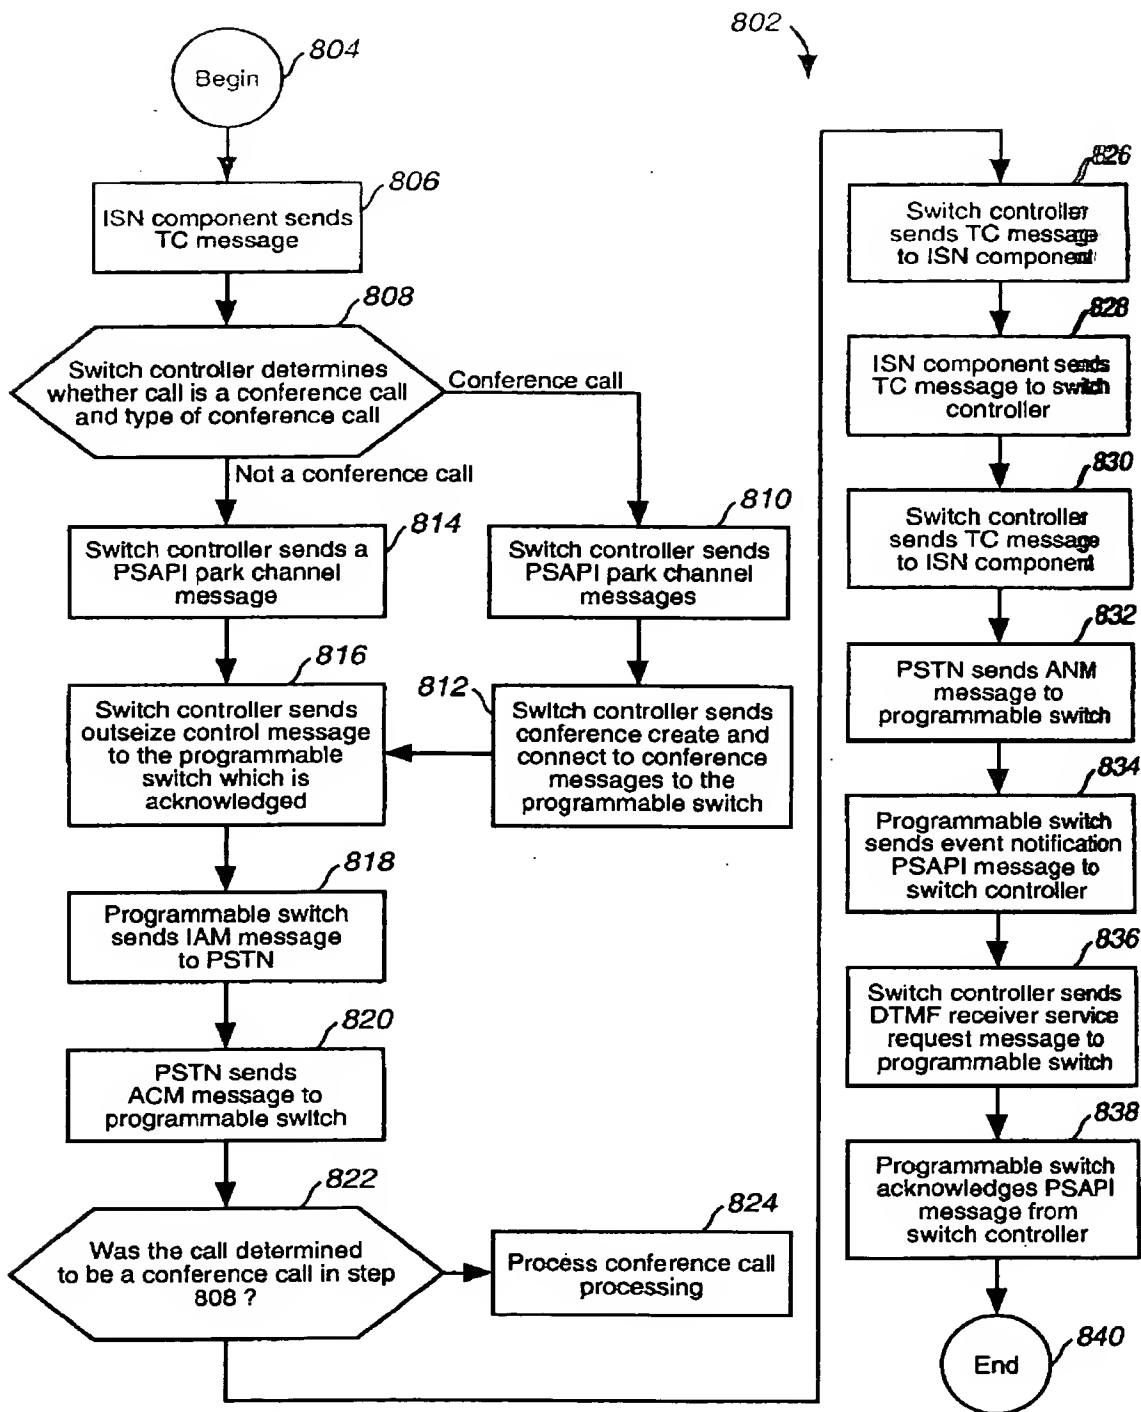 802
804
Begin
806
ISN component sends
TC message
808
Switch controller determines
whether call is a conference call
and type of conference call
Conference call
Not a conference call
814
Switch controller sends a
PSAPI park channel
message
810
Switch controller sends
PSAPI park channel
messages
816
Switch controller sends
outseize control message
to the programmable
switch which is
acknowledged
812
Switch controller sends
conference create and
connect to conference
messages to the
programmable switch
818
Programmable switch
sends IAM message
to PSTN
820
PSTN sends
ACM message to
programmable switch
822
Was the call determined
to be a conference call in step
808 ?
824
Process conference call
processing
826
Switch controller
sends TC message
to ISN component
828
ISN component sends
TC message to switch
controller
830
Switch controller
sends TC message
to ISN component
832
PSTN sends ANM
message to
programmable switch
834
Programmable switch
sends event notification
PSAPI message to
switch controller
836
Switch controller sends
DTMF receiver service
request message to
programmable switch
838
Programmable switch
acknowledges PSAPI
message from
switch controller
840
End